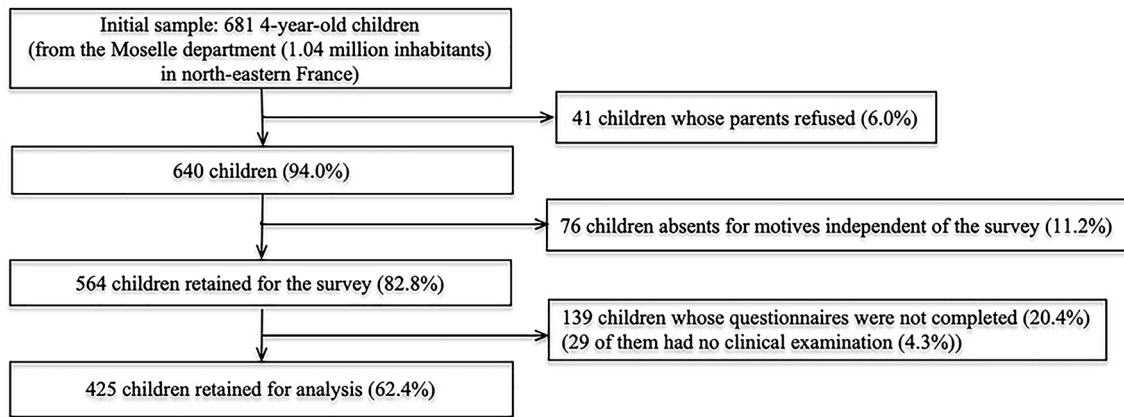 Initial sample: 681 4-year-old children
(from the Moselle department (1.04 million inhabitants)
in north-eastern France)
41 children whose parents refused (6.0%)
640 children (94.0%)
76 children absents for motives independent of the survey (11.2%)
564 children retained for the survey (82.8%)
139 children whose questionnaires were not completed (20.4%)
(29 of them had no clinical examination (4.3%))
425 children retained for analysis (62.4%)